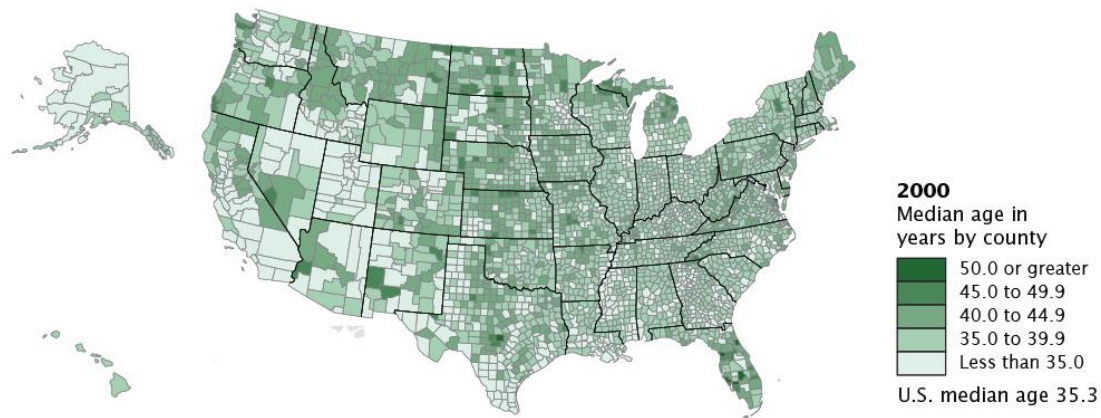 2000
Median age in
years by county
50.0 or greater
45.0 to 49.9
40.0 to 44.9
35.0 to 39.9
Less than 35.0
U.S. median age 35.3